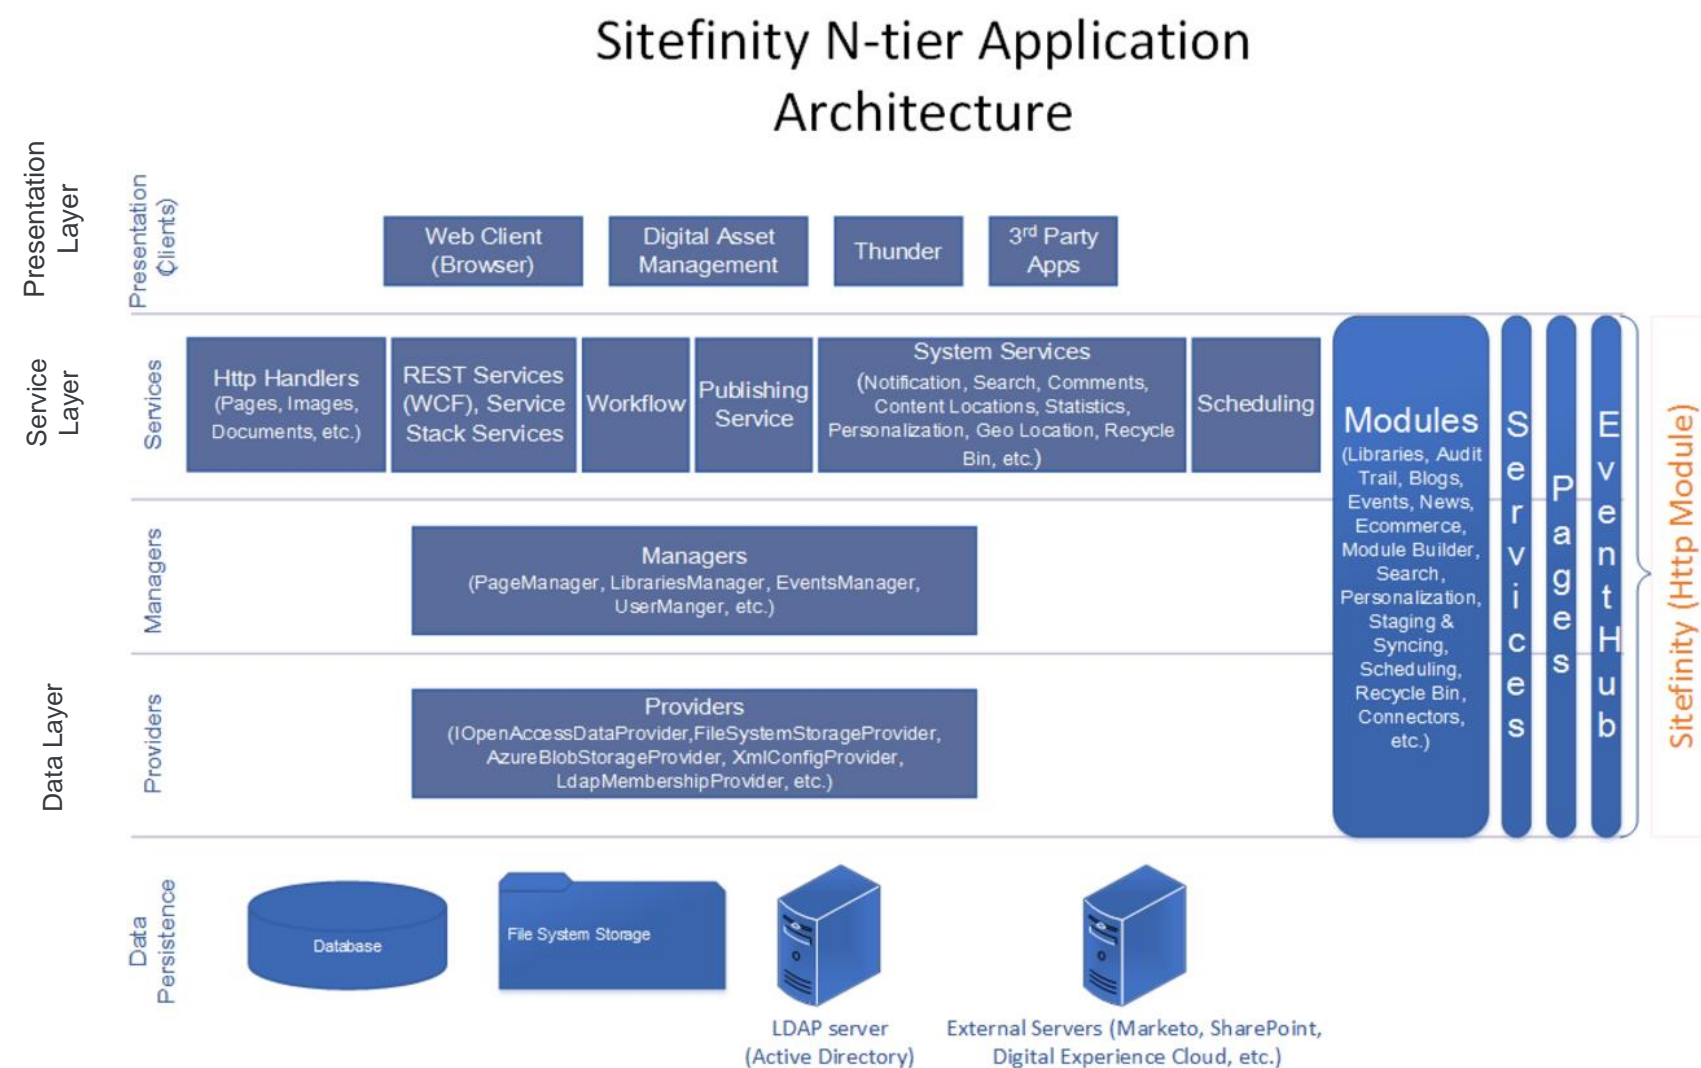 Sitefinity N-tier Application
Architecture
Presentation
Layer
Presentation
Clients)
Web Client
(Browser)
Digital Asset
Management
Thunder
3rd Party
Apps
Service
Layer
Services
Http Handlers
(Pages, Images,
Documents, etc.)
REST Services
(WCF), Service
Stack Services
Workflow
Publishing
Service
System Services
(Notification, Search, Comments,
Content Locations, Statistics,
Personalization, Geo Location, Recycle
Bin, etc.)
Scheduling
Modules
(Libraries, Audit
Trail, Blogs,
Events, News,
Ecommerce,
Module Builder,
Search,
Personalization,
Staging &
Syncing,
Scheduling,
Recycle Bin,
Connectors,
etc.)
Services
Pages
EventHub
Sitefinity (Http Module)
Managers
Managers
(PageManager, LibrariesManager, EventsManager,
UserManger, etc.)
Data Layer
Providers
Providers
(IOpenAccessDataProvider,FileSystemStorageProvider,
AzureBlobStorageProvider, XmlConfigProvider,
LdapMembershipProvider, etc.)
Data
Persistence
Database
File System Storage
LDAP server
(Active Directory)
External Servers (Marketo, SharePoint,
Digital Experience Cloud, etc.)